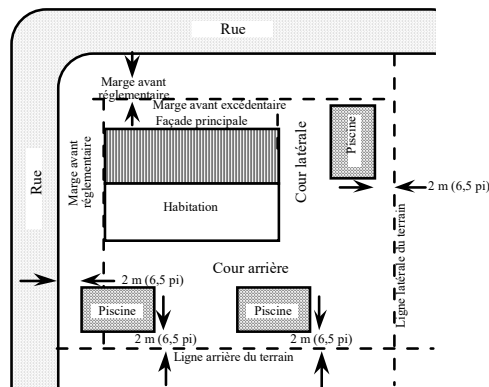 Rue
Marge avant
réglementaire
Marge avant excédentaire
Façade principale
Piscine
Cour latérale
Marge avant
réglementaire
Rue
2 m (6,5 pi)
Habitation
Ligne latérale du terrain
Cour arrière
2 m (6,5 pi)
Piscine
Piscine
2 m (6,5 pi)
2 m (6,5 pi)
Ligne arrière du terrain